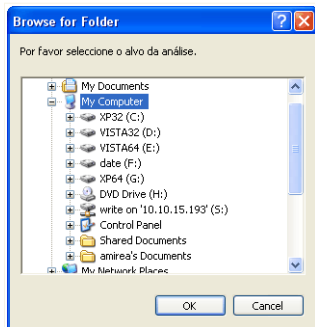 Browse for Folder
Por favor seleccione o alvo da análise.
My Documents
My Computer
XP32 (C:)
VISTA32 (D:)
VISTA64 (E:)
date (F:)
XP64 (G:)
DVD Drive (H:)
write on '10.10.15.193' (S:)
Control Panel
Shared Documents
amirea's Documents
My Network Places
OK Cancel